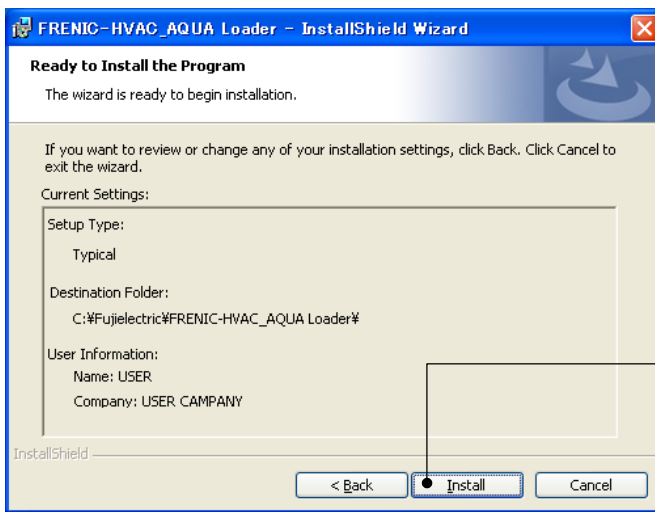 FRENIC-HVAC_AQUA Loader - InstallShield Wizard
Ready to Install the Program
The wizard is ready to begin installation.
If you want to review or change any of your installation settings, click Back. Click Cancel to
exit the wizard.
Current Settings:
Setup Type:
Typical
Destination Folder:
C:¥Fujielectric¥FRENIC-HVAC_AQUA Loader¥
User Information:
Name: USER
Company: USER CAMPANY
InstallShield
< Back
Install
Cancel